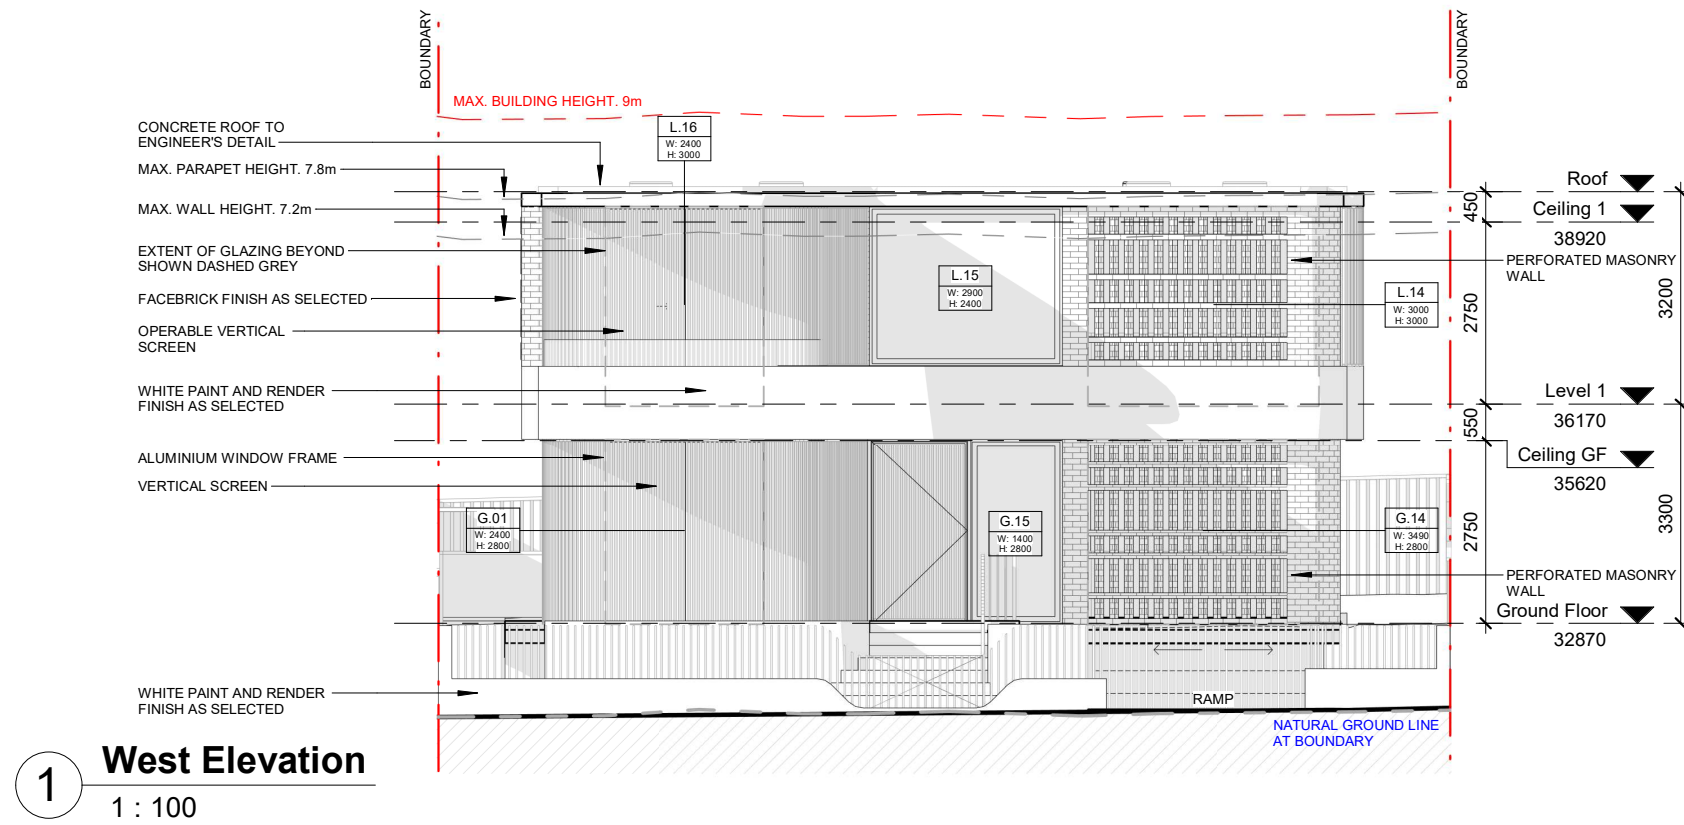 BOUNDARY
BOUNDARY
MAX. BUILDING HEIGHT. 9m
CONCRETE ROOF TO
ENGINEER'S DETAIL
MAX. PARAPET HEIGHT. 7.8m
MAX. WALL HEIGHT. 7.2m
EXTENT OF GLAZING BEYOND
SHOWN DASHED GREY
FACEBRICK FINISH AS SELECTED
OPERABLE VERTICAL
SCREEN
WHITE PAINT AND RENDER
FINISH AS SELECTED
ALUMINIUM WINDOW FRAME
VERTICAL SCREEN
WHITE PAINT AND RENDER
FINISH AS SELECTED
L.16
W: 2400
H: 3000
L.15
W: 2900
H: 2400
L.14
W: 3000
H: 3000
G.01
W: 2400
H: 2800
G.15
W: 1400
H: 2800
G.14
W: 3490
H: 2800
Roof
Ceiling 1
38920
PERFORATED MASONRY
WALL
Level 1
36170
Ceiling GF
35620
PERFORATED MASONRY
WALL
Ground Floor
32870
450
2750
550
2750
3200
3300
RAMP
NATURAL GROUND LINE
AT BOUNDARY
1
West Elevation
1 : 100